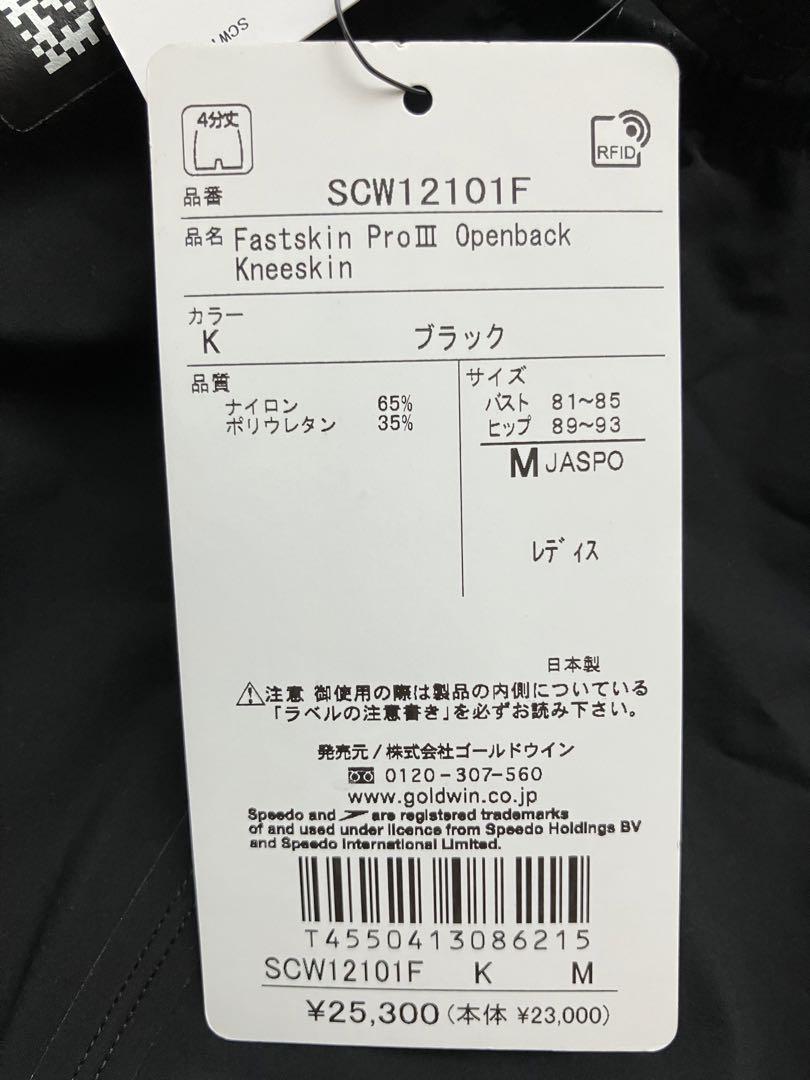 SCW1
4分丈
RFID
品番 SCW12101F
品名 Fastskin ProⅢ Openback
Kneeskin
カラー
K ブラック
品質
ナイロン 65%
ポリウレタン 35%
サイズ
バスト 81~85
ヒップ 89~93
M JASPO
レディス
日本製
⚠注意 御使用の際は製品の内側についている
「ラベルの注意書き」を必ずお読み下さい。
発売元/株式会社ゴールドウイン
0120-307-560
www.goldwin.co.jp
Speedo and are registered trademarks
of and used under licence from Speedo Holdings BV
and Speedo International Limited.
T4550413086215
SCW12101F K M
¥25,300(本体 ¥23,000)